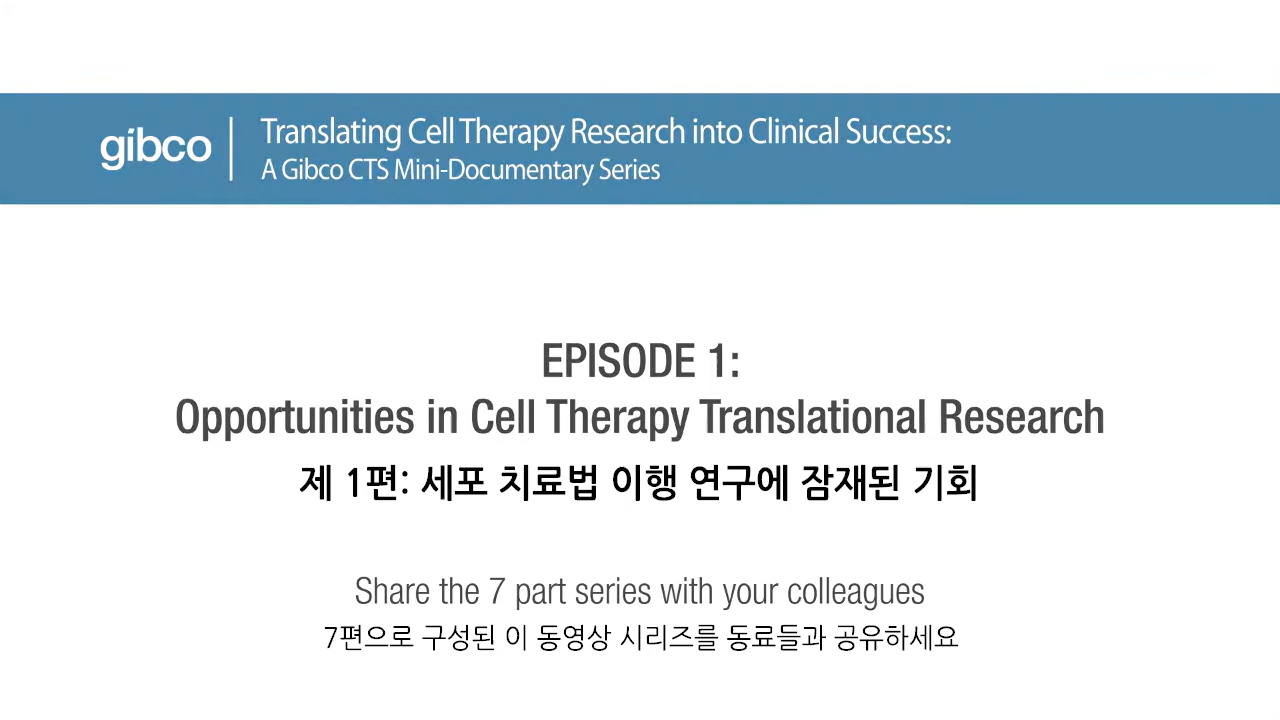 gibco
Translating Cell Therapy Research into Clinical Success:
A Gibco CTS Mini-Documentary Series
EPISODE 1:
Opportunities in Cell Therapy Translational Research
제 1편: 세포 치료법 이행 연구에 잠재된 기회
Share the 7 part series with your colleagues
7편으로 구성된 이 동영상 시리즈를 동료들과 공유하세요